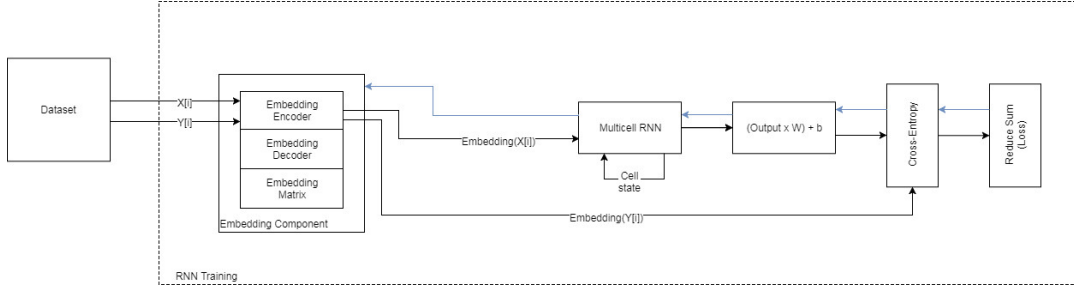 Dataset
X[i]
Y[i]
Embedding
Encoder
Embedding
Decoder
Embedding
Matrix
Embedding Component
Embedding(X[i])
Multicell RNN
Cell
state
(Output x W) + b
Cross-Entropy
Reduce Sum
(Loss)
Embedding(Y[i])
RNN Training